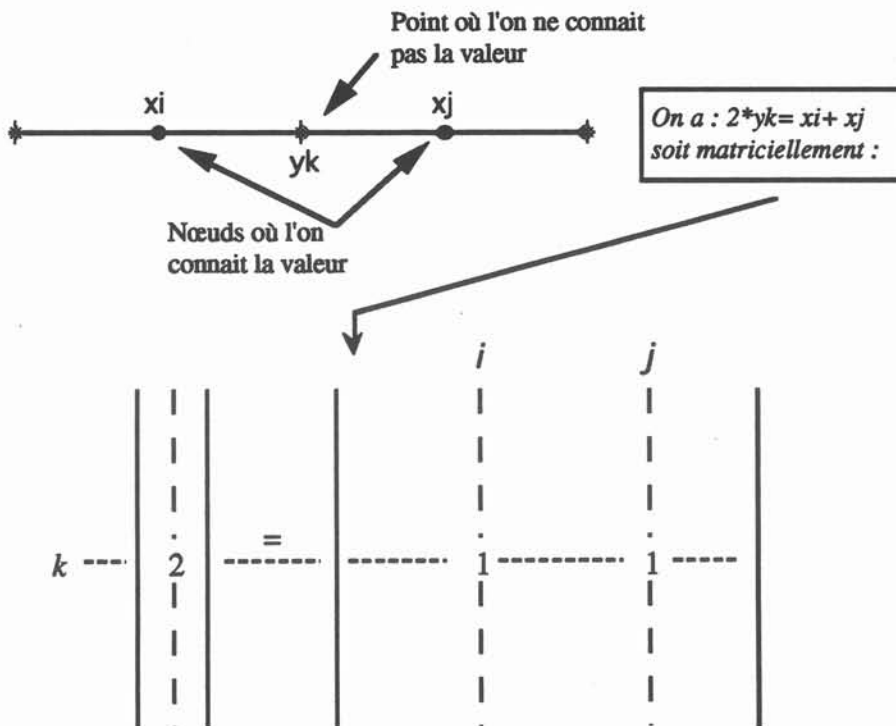 Point où l'on ne connait
pas la valeur
xi
xj
yk
On a : 2*yk= xi+ xj
soit matriciellement :
Nœuds où l'on
connait la valeur
i
j
k
2
=
1
1